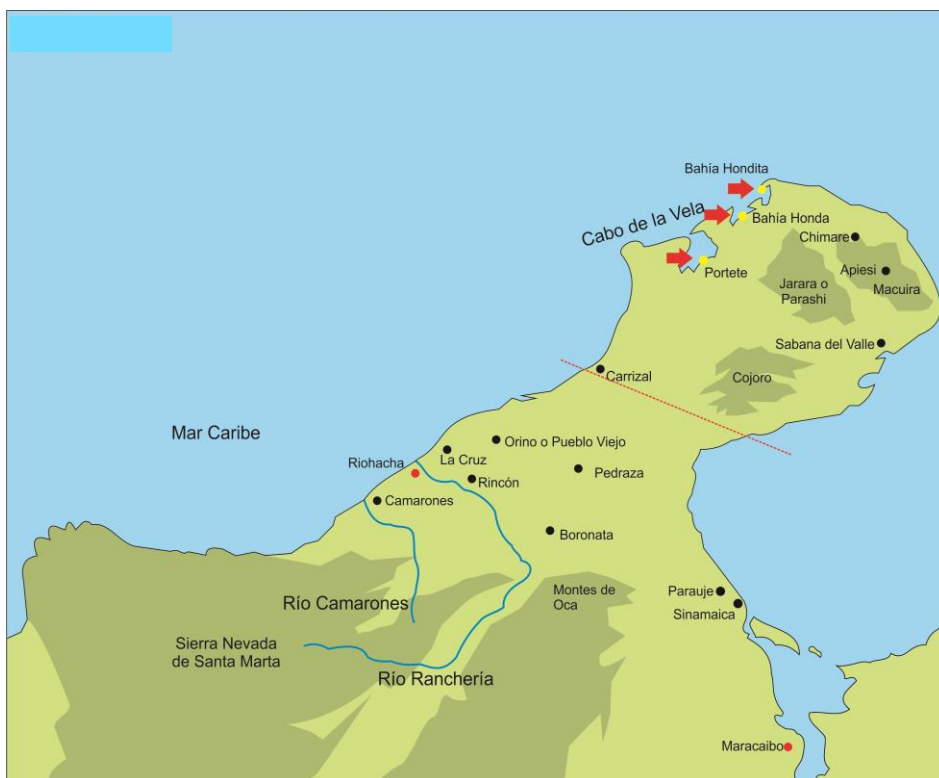 Bahía Hondita
Cabo de la Vela
Bahía Honda
Chimare
Portete
Apiesi
Jarara o
Parashi
Macuira
Sabana del Valle
Carrizal
Cojoro
Mar Caribe
Orino o Pueblo Viejo
La Cruz
Riohacha
Pedraza
Rincón
Camarones
Boronata
Montes de
Oca
Parauje
Río Camarones
Sinamaica
Sierra Nevada
de Santa Marta
Río Ranchería
Maracaibo